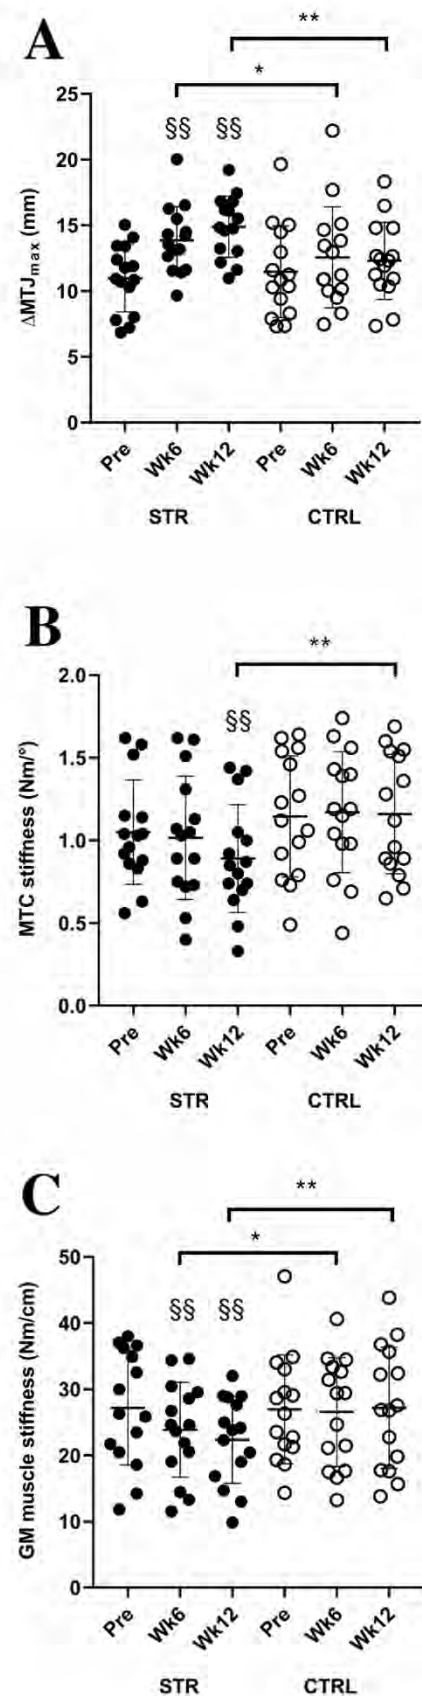 A
**
*
25
§§ §§
20
15
10
5
0
ΔMTJmax (mm)
Pre Wk6 Wk12 Pre Wk6 Wk12
STR CTRL
B
**
2.0
§§
1.5
1.0
0.5
0.0
MTC stiffness (Nm/°)
Pre Wk6 Wk12 Pre Wk6 Wk12
STR CTRL
C
**
*
50
§§ §§
40
30
20
10
0
GM muscle stiffness (Nm/cm)
Pre Wk6 Wk12 Pre Wk6 Wk12
STR CTRL